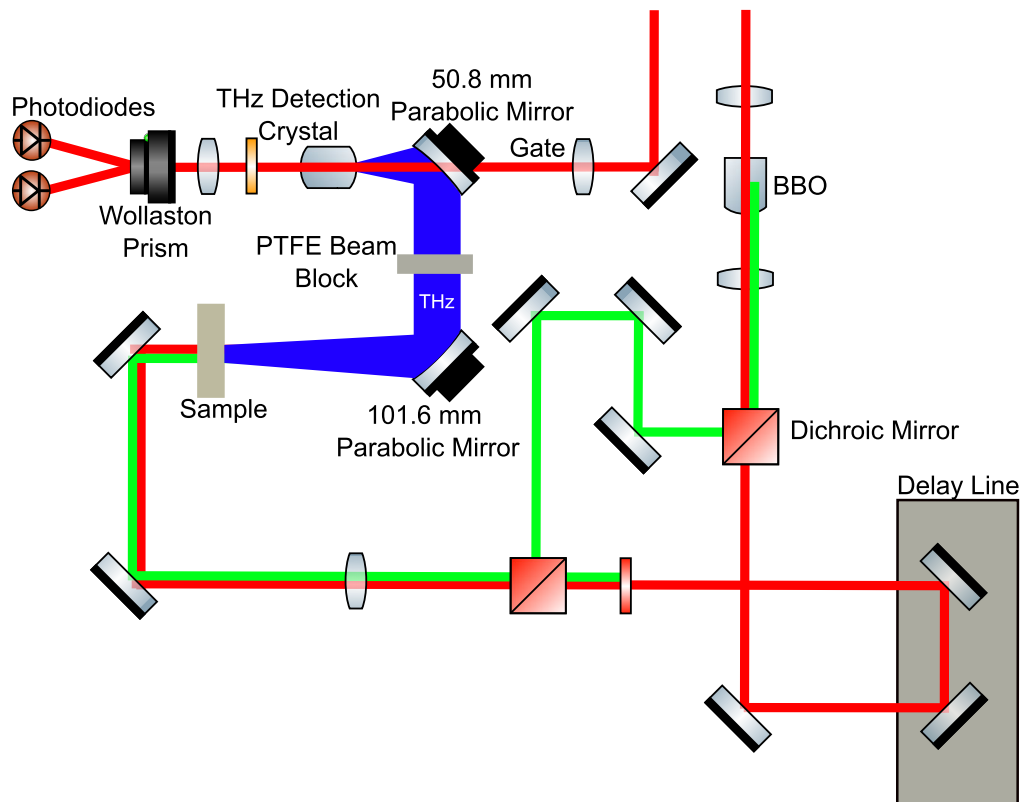 50.8 mm
Parabolic Mirror
Photodiodes
THz Detection
Crystal
Gate
BBO
Wollaston
Prism
PTFE Beam
Block
THz
Sample
101.6 mm
Parabolic Mirror
Dichroic Mirror
Delay Line